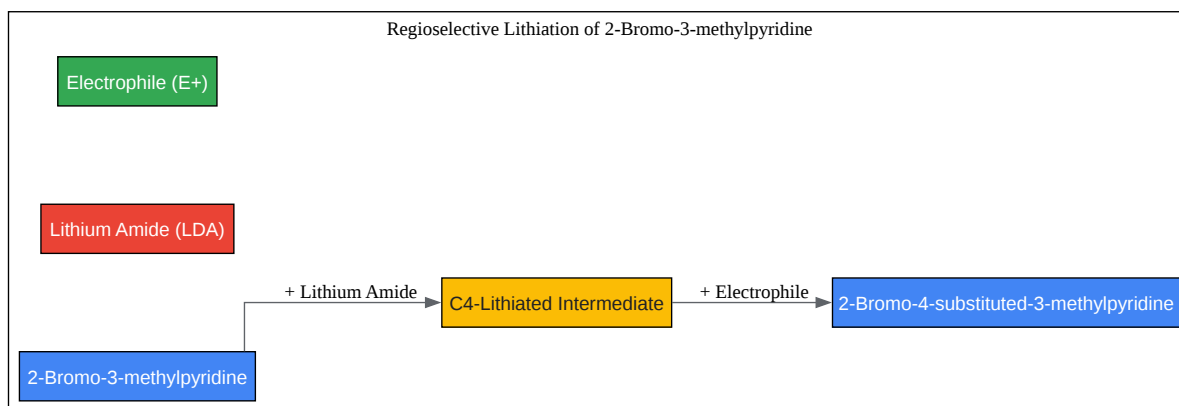 Regioselective Lithiation of 2-Bromo-3-methylpyridine
Electrophile (E+)
Lithium Amide (LDA)
+ Lithium Amide
+ Electrophile
C4-Lithiated Intermediate
2-Bromo-4-substituted-3-methylpyridine
2-Bromo-3-methylpyridine